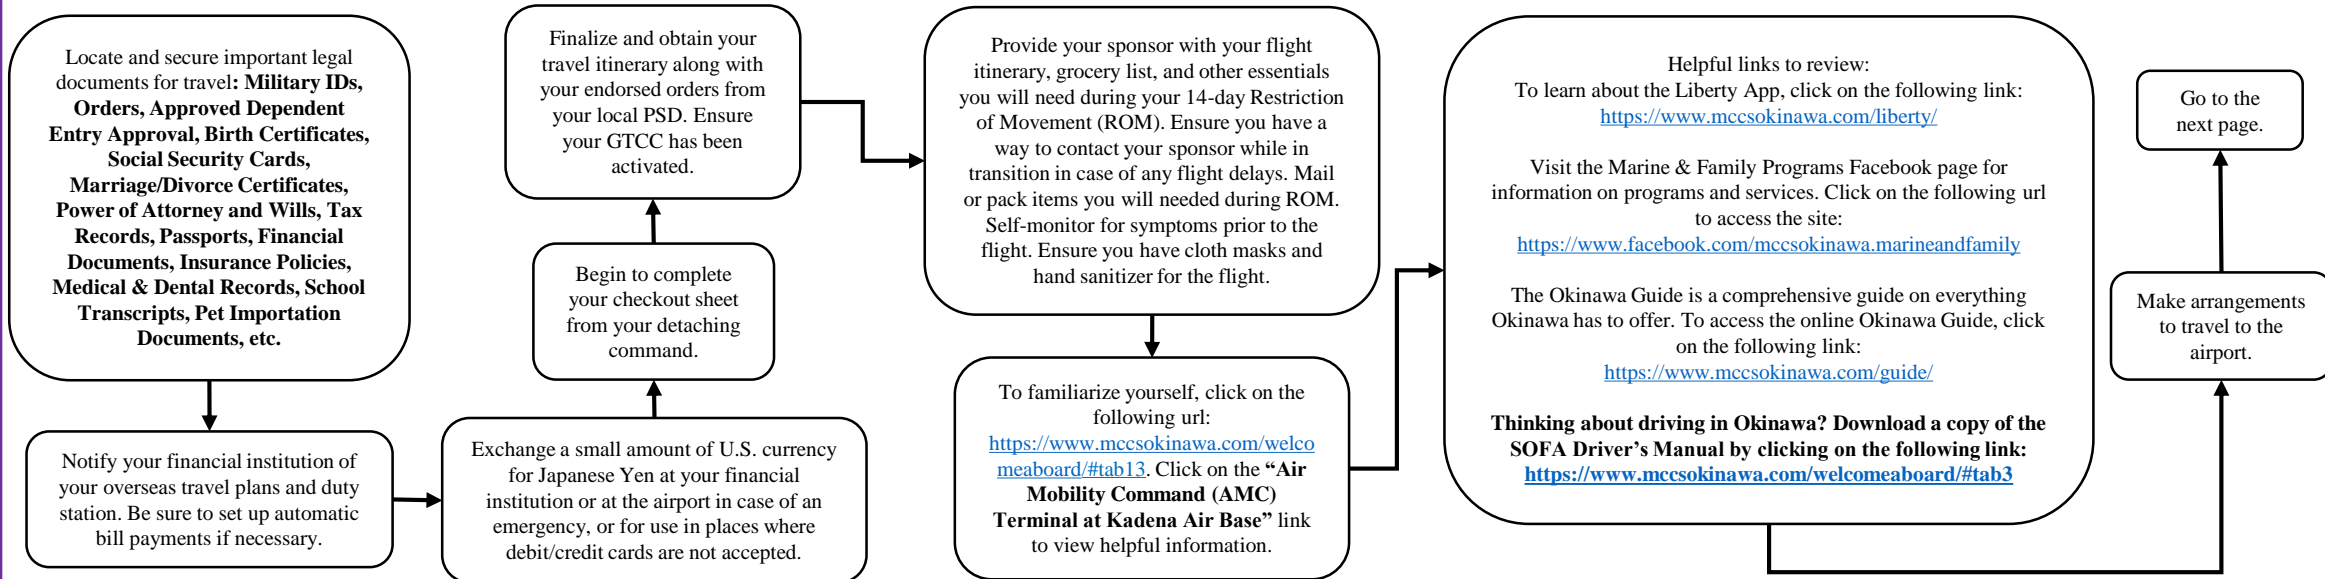 Locate and secure important legal
documents for travel: Military IDs,
Orders, Approved Dependent
Entry Approval, Birth Certificates,
Social Security Cards,
Marriage/Divorce Certificates,
Power of Attorney and Wills, Tax
Records, Passports, Financial
Documents, Insurance Policies,
Medical & Dental Records, School
Transcripts, Pet Importation
Documents, etc.
Notify your financial institution of
your overseas travel plans and duty
station. Be sure to set up automatic
bill payments if necessary.
Exchange a small amount of U.S. currency
for Japanese Yen at your financial
institution or at the airport in case of an
emergency, or for use in places where
debit/credit cards are not accepted.
Begin to complete
your checkout sheet
from your detaching
command.
Finalize and obtain your
travel itinerary along with
your endorsed orders from
your local PSD. Ensure
your GTCC has been
activated.
Provide your sponsor with your flight
itinerary, grocery list, and other essentials
you will need during your 14-day Restriction
of Movement (ROM). Ensure you have a
way to contact your sponsor while in
transition in case of any flight delays. Mail
or pack items you will needed during ROM.
Self-monitor for symptoms prior to the
flight. Ensure you have cloth masks and
hand sanitizer for the flight.
To familiarize yourself, click on the
following url:
https://www.mccsokinawa.com/welco
meaboard/#tab13. Click on the “Air
Mobility Command (AMC)
Terminal at Kadena Air Base” link
to view helpful information.
Helpful links to review:
To learn about the Liberty App, click on the following link:
https://www.mccsokinawa.com/liberty/
Visit the Marine & Family Programs Facebook page for
information on programs and services. Click on the following url
to access the site:
https://www.facebook.com/mccsokinawa.marineandfamily
The Okinawa Guide is a comprehensive guide on everything
Okinawa has to offer. To access the online Okinawa Guide, click
on the following link:
https://www.mccsokinawa.com/guide/
Thinking about driving in Okinawa? Download a copy of the
SOFA Driver’s Manual by clicking on the following link:
https://www.mccsokinawa.com/welcomeaboard/#tab3
Make arrangements
to travel to the
airport.
Go to the
next page.